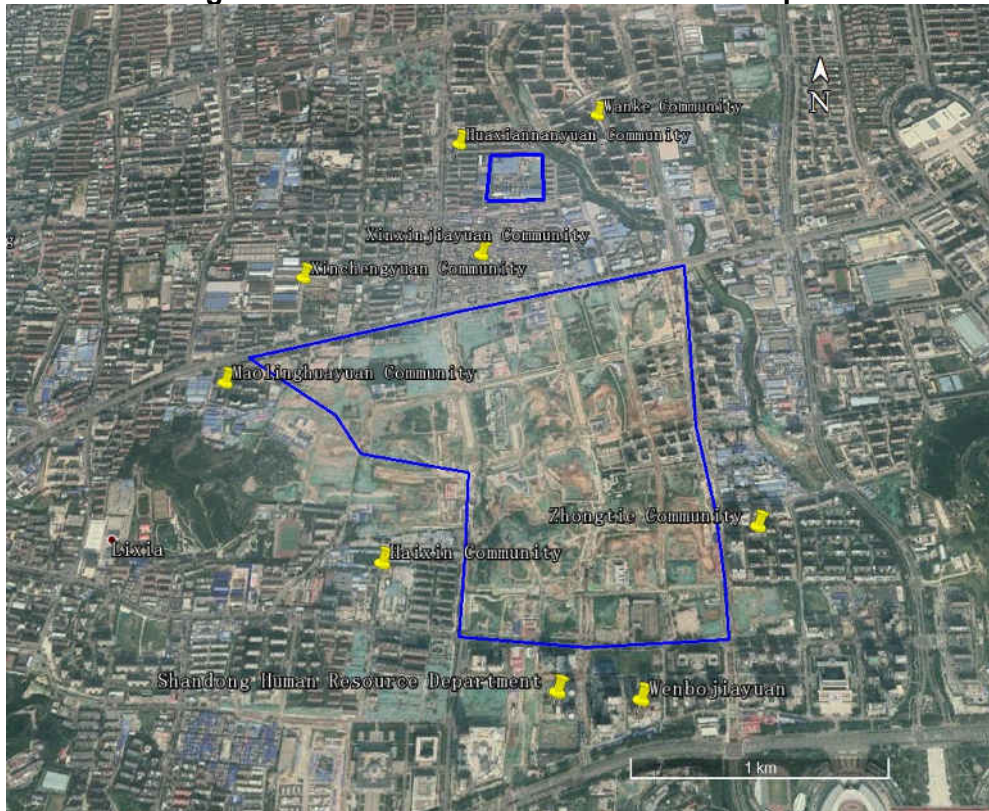 Wanke Community
N
Huaxiannanyuan Community
Xinxinjiayuan Community
Xinchengyuan Community
Maolinghuayuan Community
Zhongtie Community
Lixia
Haixin Community
Shandong Human Resource Department
Wenbojiayuan
1 km